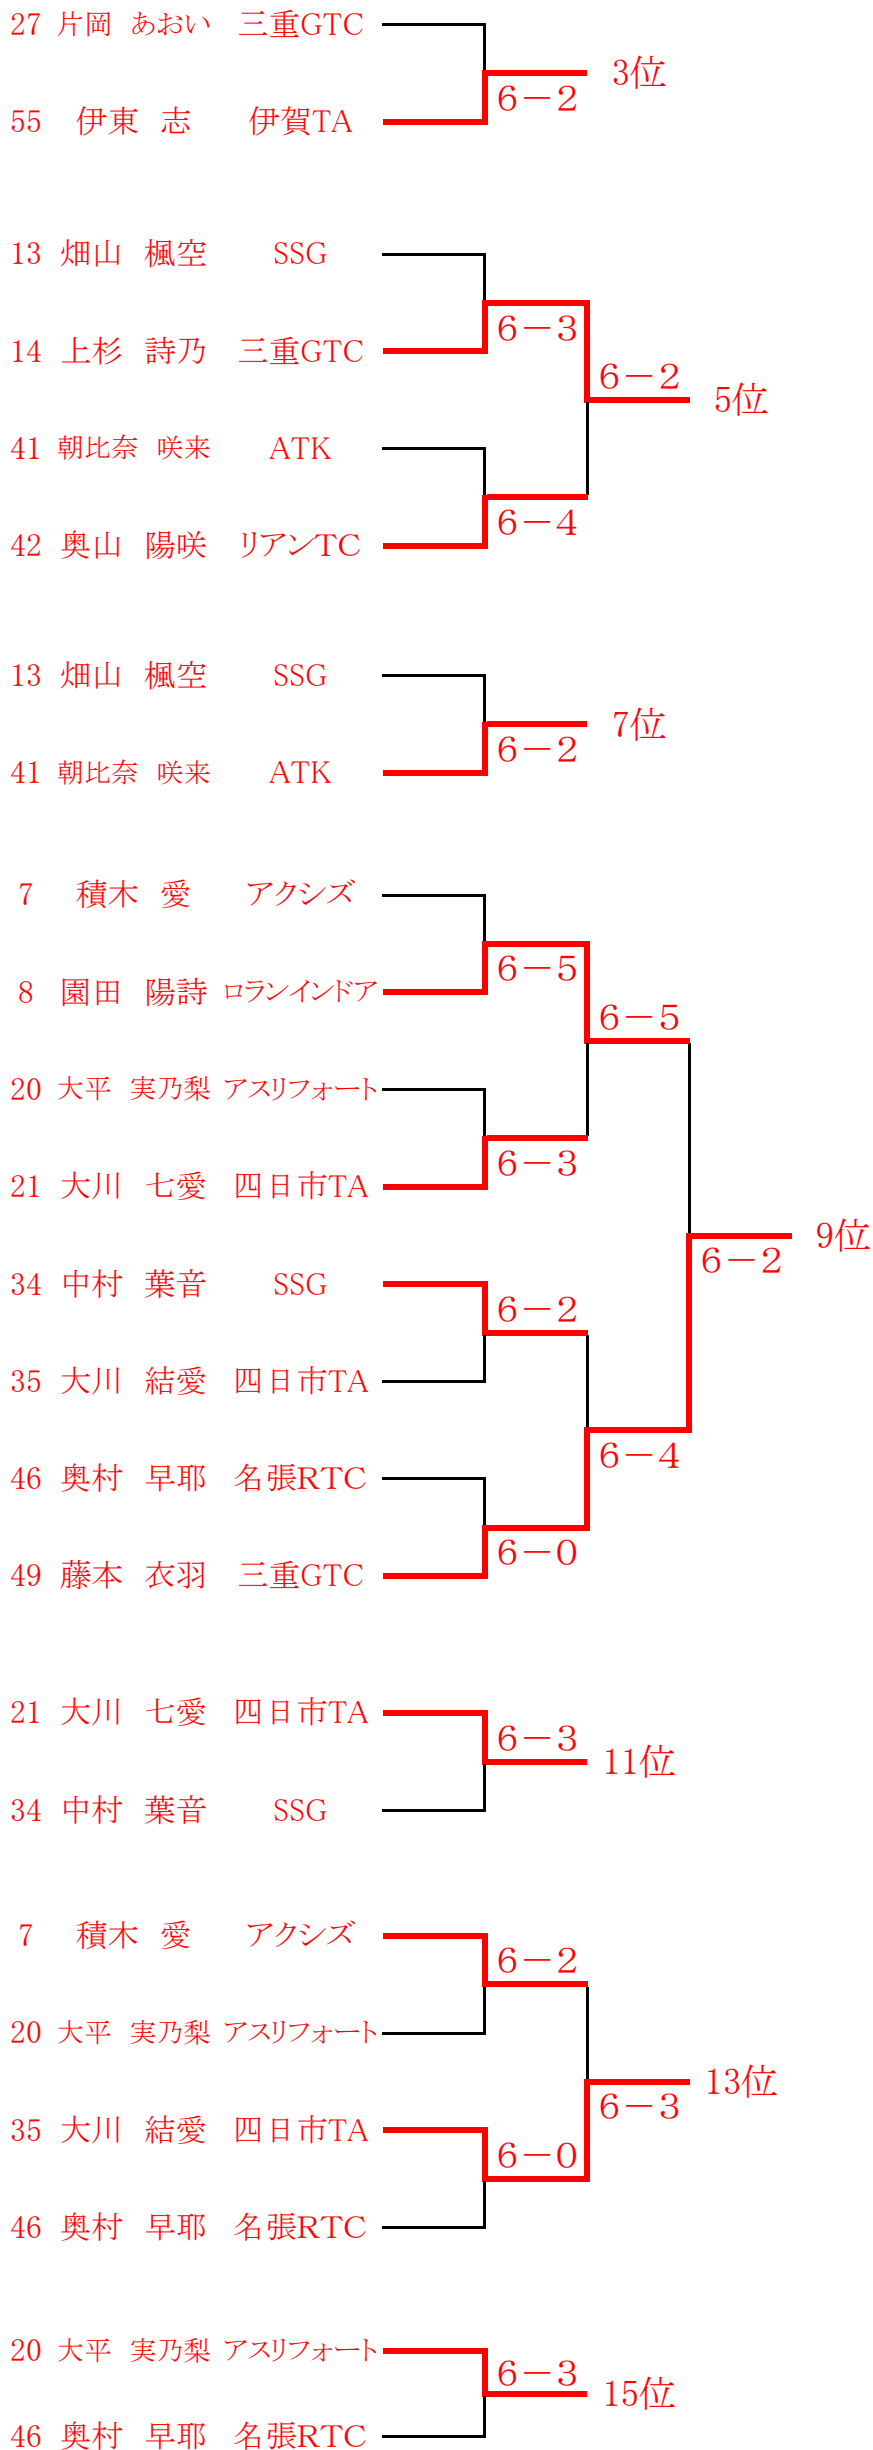 27 片岡 あおい 三重GTC
3位
6－2
55 伊東 志 伊賀TA
13 畑山 楓空 SSG
6－3
14 上杉 詩乃 三重GTC
6－2
5位
41 朝比奈 咲来 ATK
6－4
42 奥山 陽咲 リアンTC
13 畑山 楓空 SSG
7位
6－2
41 朝比奈 咲来 ATK
7 積木 愛 アクシズ
6－5
8 園田 陽詩 ロランインドア
6－5
20 大平 実乃梨 アスリフォート
6－3
21 大川 七愛 四日市TA
9位
6－2
34 中村 葉音 SSG
6－2
35 大川 結愛 四日市TA
6－4
46 奥村 早耶 名張RTC
6－0
49 藤本 衣羽 三重GTC
21 大川 七愛 四日市TA
6－3
11位
34 中村 葉音 SSG
7 積木 愛 アクシズ
6－2
20 大平 実乃梨 アスリフォート
13位
6－3
35 大川 結愛 四日市TA
6－0
46 奥村 早耶 名張RTC
20 大平 実乃梨 アスリフォート
6－3
15位
46 奥村 早耶 名張RTC